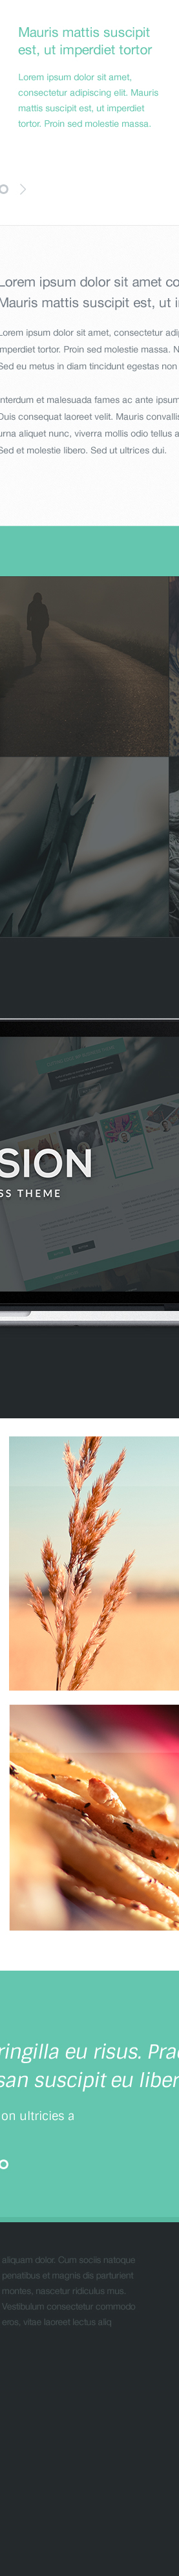 Mauris mattis suscipit
est, ut imperdiet tortor
Lorem ipsum dolor sit amet,
consectetur adipiscing elit. Mauris
mattis suscipit est, ut imperdiet
tortor. Proin sed molestie massa.
Lorem ipsum dolor sit amet co
Mauris mattis suscipit est, ut i
Lorem ipsum dolor sit amet, consectetur adip
imperdiet tortor. Proin sed molestie massa. N
Sed eu metus in diam tincidunt egestas non
Interdum et malesuada fames ac ante ipsum
Duis consequat laoreet velit. Mauris convallis
urna aliquet nunc, viverra mollis odio tellus a
Sed et molestie libero. Sed ut ultrices dui.
SION
SS THEME
ringilla eu risus. Prae
san suscipit eu liber
on ultricies a
aliquam dolor. Cum sociis natoque
penatibus et magnis dis parturient
montes, nascetur ridiculus mus.
Vestibulum consectetur commodo
eros, vitae laoreet lectus aliq